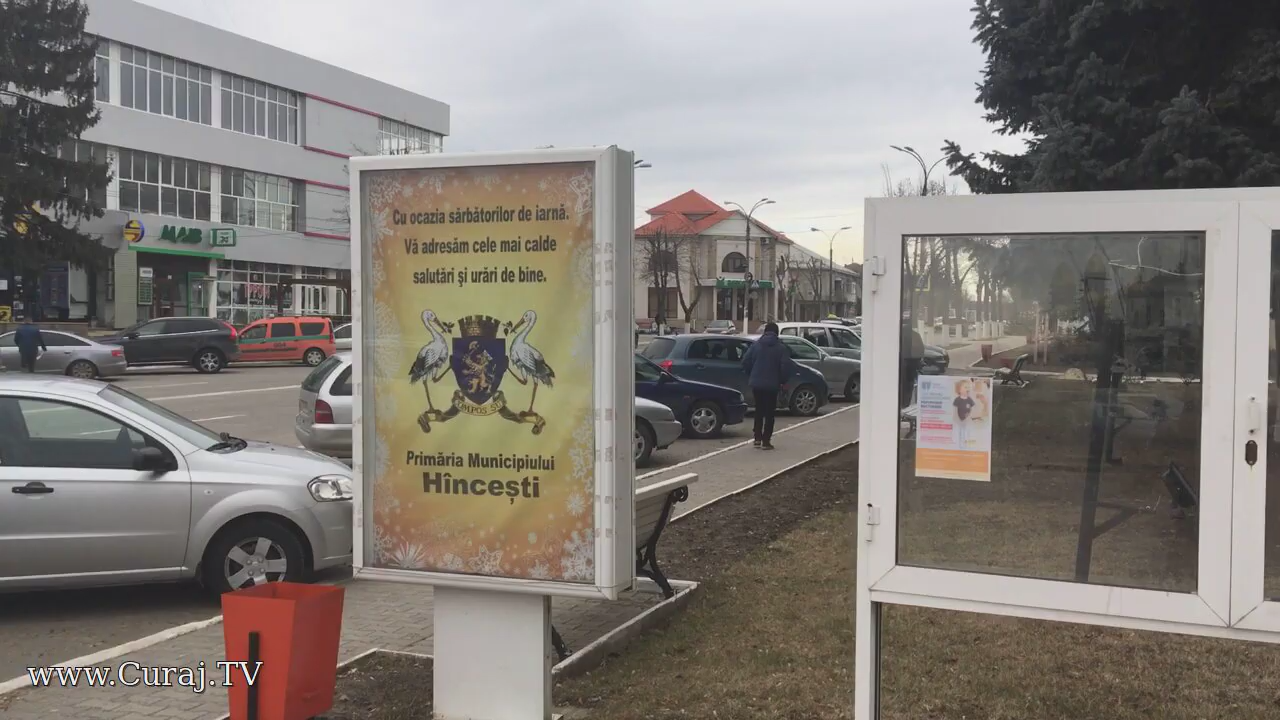 MAIB
Cu ocazia sărbătorilor de iarnă.
Vă adresăm cele mai calde
salutări şi urări de bine.
Primăria Municipiului
Hîncești
www.Curaj.TV